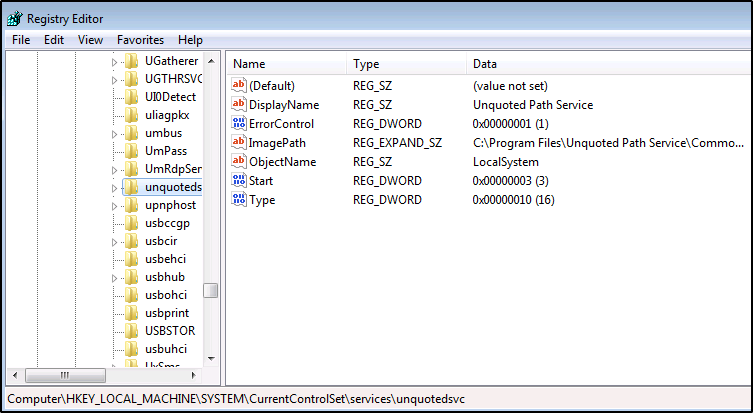 Registry Editor
File Edit View Favorites Help
Name Type Data
UGatherer
UGTHRSVC
UI0Detect
uliagpkx
umbus
UmPass
UmRdpSer
unquoteds
upnphost
usbccgp
usbcir
usbehci
usbhub
usbohci
usbprint
USBSTOR
usbuhci
UxSms
(Default) REG_SZ (value not set)
DisplayName REG_SZ Unquoted Path Service
ErrorControl REG_DWORD 0x00000001 (1)
ImagePath REG_EXPAND_SZ C:\Program Files\Unquoted Path Service\Commo...
ObjectName REG_SZ LocalSystem
Start REG_DWORD 0x00000003 (3)
Type REG_DWORD 0x00000010 (16)
Computer\HKEY_LOCAL_MACHINE\SYSTEM\CurrentControlSet\services\unquotedsvc